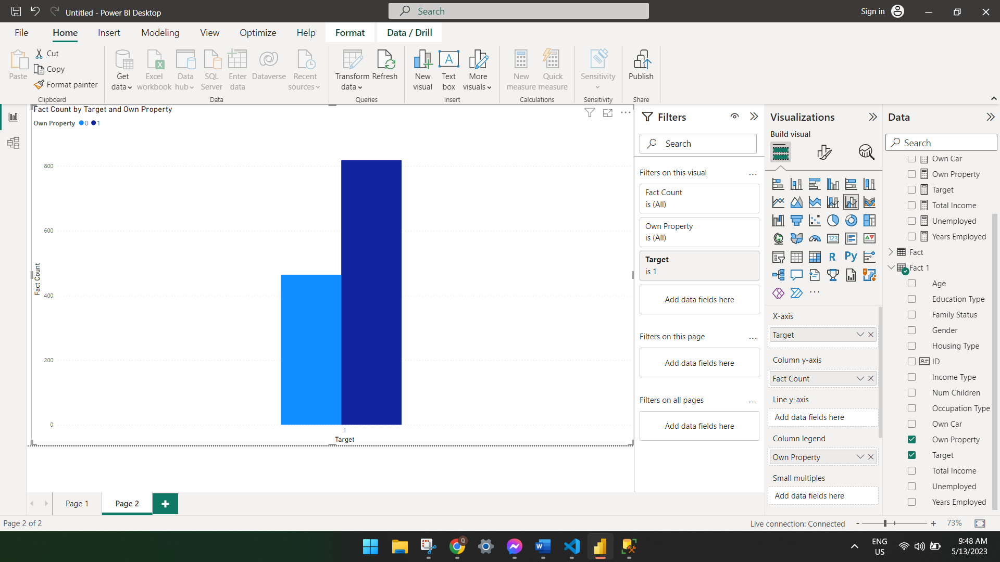 Untitled - Power BI Desktop
Search
Sign in
File
Home
Insert
Modeling
View
Optimize
Help
Format
Data / Drill
Paste
Cut
Copy
Format painter
Clipboard
Get data
Excel workbook
Data hub
SQL Server
Enter data
Dataverse
Recent sources
Data
Transform data
Refresh
Queries
New visual
Text box
More visuals
Insert
New measure
Quick measure
Calculations
Sensitivity
Sensitivity
Publish
Share
Fact Count by Target and Own Property
Own Property 0 1
800
600
400
200
0
Fact Count
1
Target
Filters
Search
Filters on this visual
...
Fact Count
is (All)
Own Property
is (All)
Target
is 1
Add data fields here
Filters on this page
...
Add data fields here
Filters on all pages
...
Add data fields here
Visualizations
Build visual
123
R
Py
...
X-axis
Target
Column y-axis
Fact Count
Line y-axis
Add data fields here
Column legend
Own Property
Small multiples
Add data fields here
Data
Search
Own Car
Own Property
Target
Total Income
Unemployed
Years Employed
Fact
Fact 1
Age
Education Type
Family Status
Gender
Housing Type
ID
Income Type
Num Children
Occupation Type
Own Car
Own Property
Target
Total Income
Unemployed
Years Employed
Page 1
Page 2
+
Page 2 of 2
Live connection: Connected
- + 73%
ENG
US
9:48 AM
5/13/2023